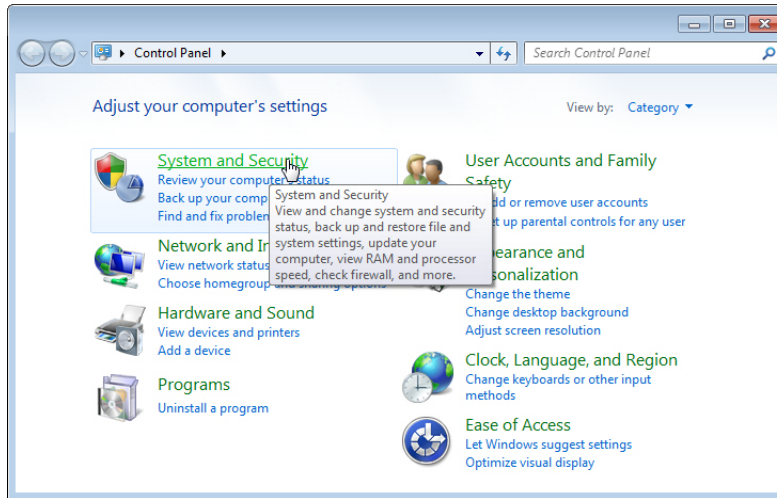 Control Panel
Search Control Panel
Adjust your computer's settings
View by: Category
System and Security
Review your computer's status
Back up your comp
Find and fix problem
System and Security
View and change system and security
status, back up and restore file and
system settings, update your
computer, view RAM and processor
speed, check firewall, and more.
Network and In
View network status
Choose homegroup and sharing options
Hardware and Sound
View devices and printers
Add a device
Programs
Uninstall a program
User Accounts and Family
Safety
dd or remove user accounts
et up parental controls for any user
earance and
sonalization
Change the theme
Change desktop background
Adjust screen resolution
Clock, Language, and Region
Change keyboards or other input
methods
Ease of Access
Let Windows suggest settings
Optimize visual display